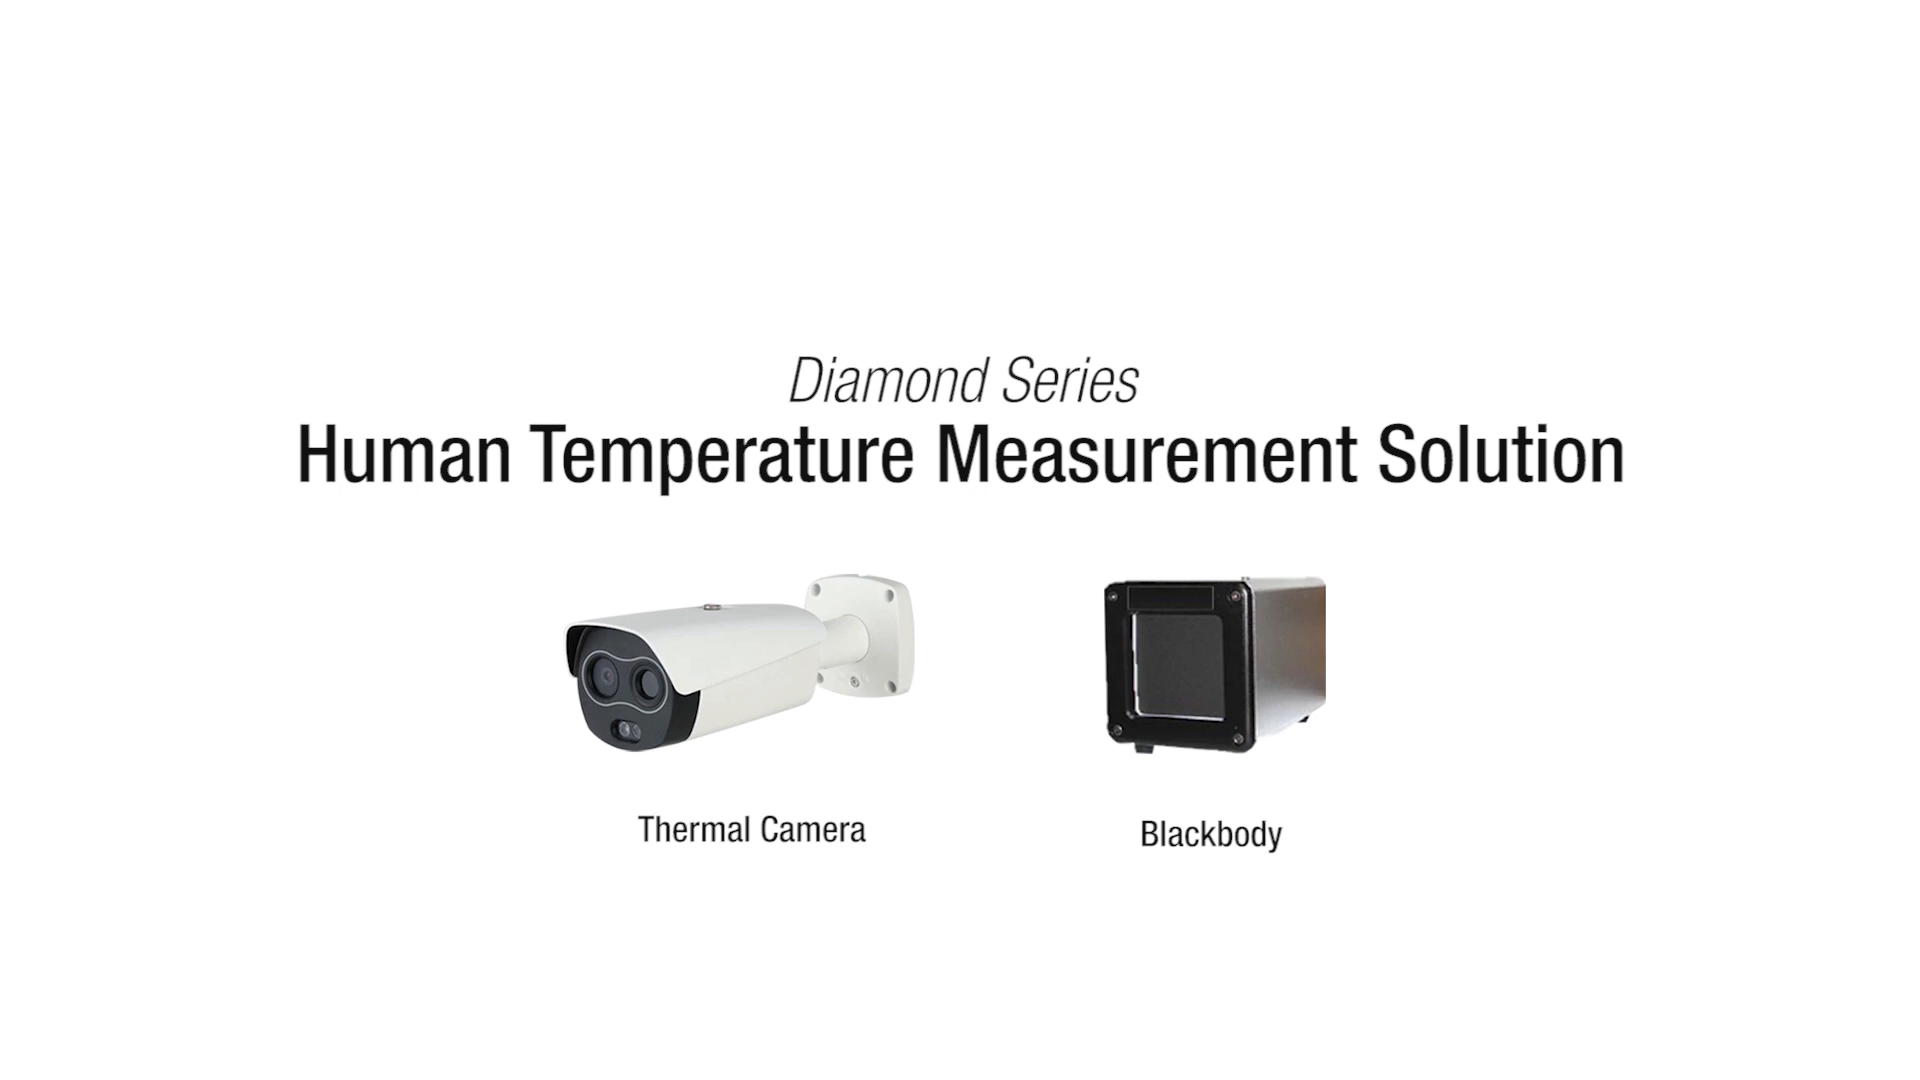 Diamond Series
Human Temperature Measurement Solution
Thermal Camera
Blackbody